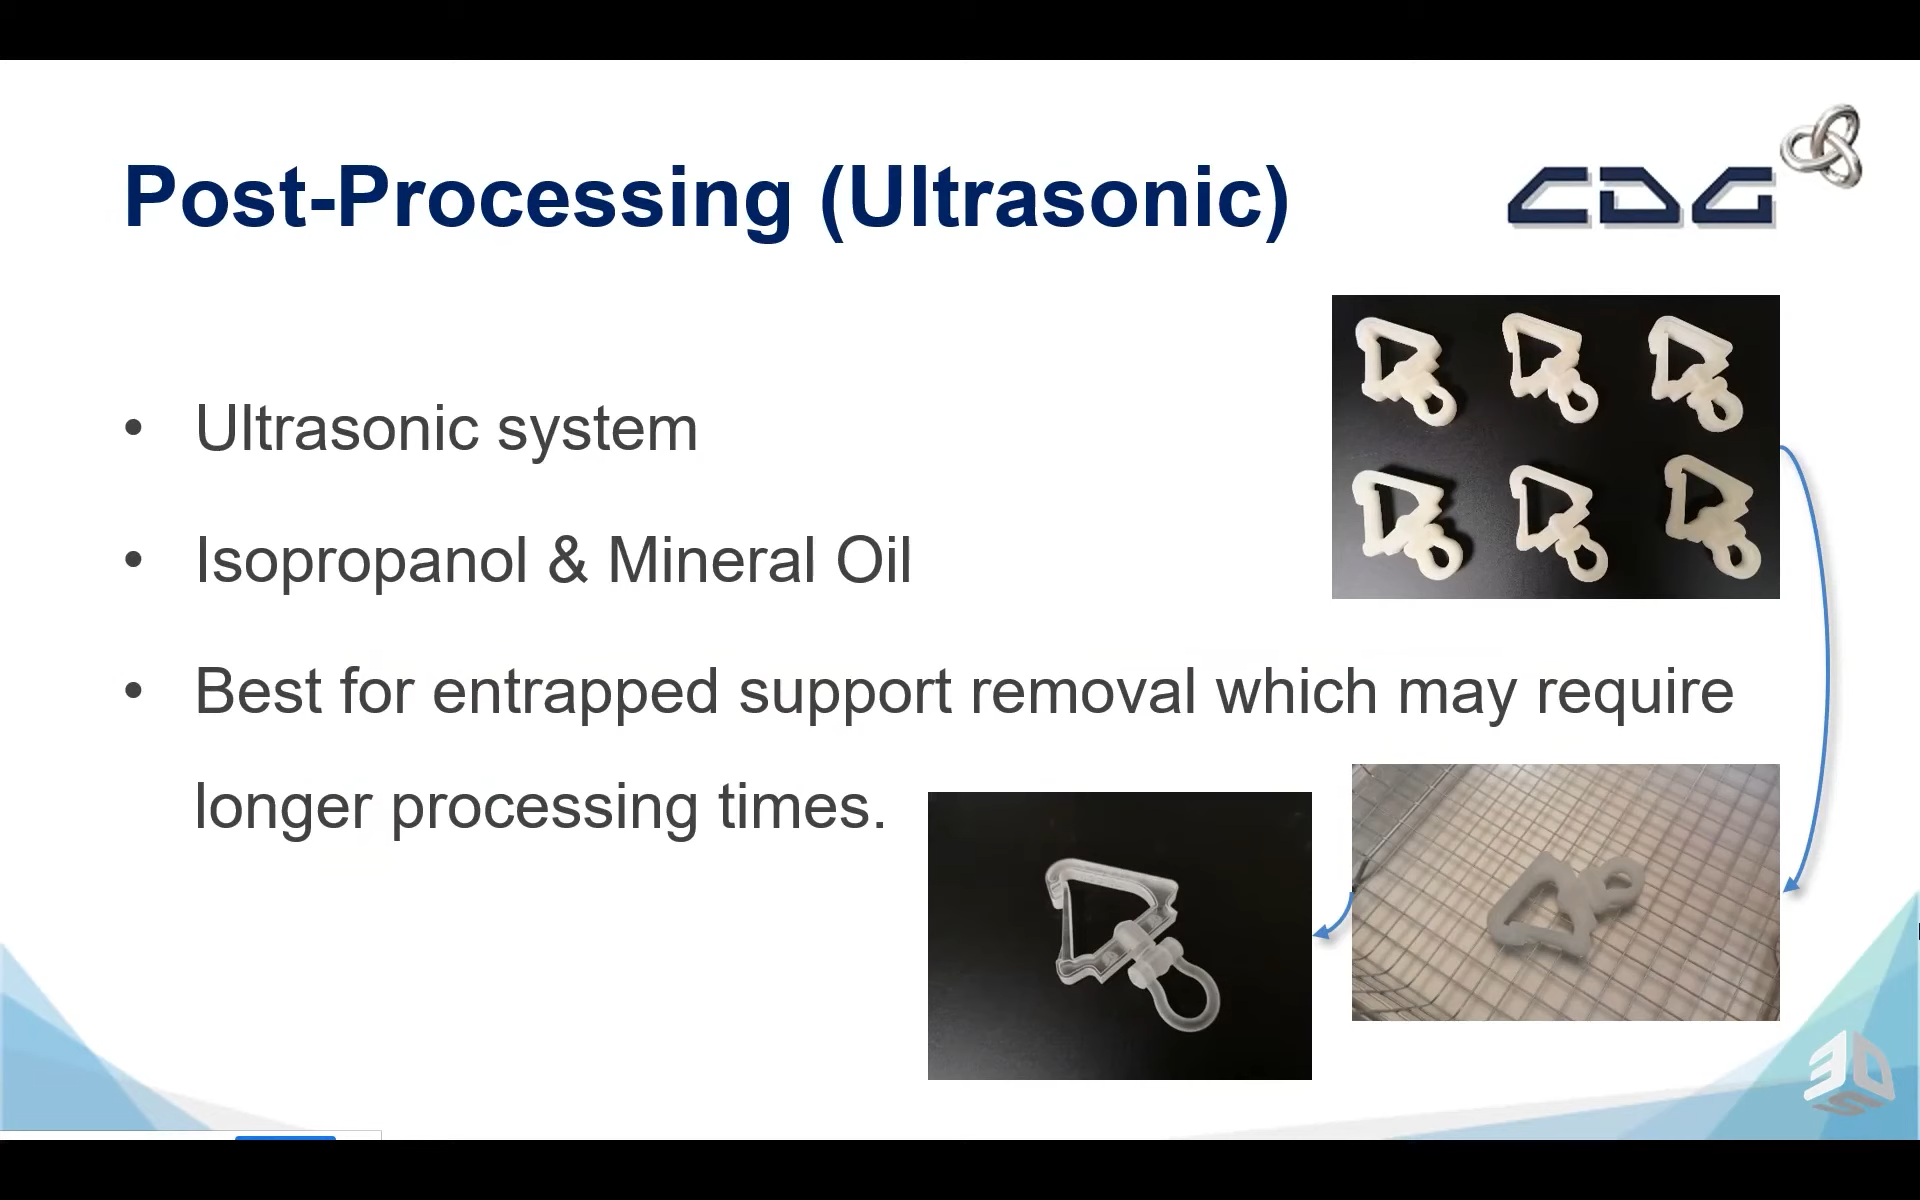 Post-Processing (Ultrasonic)
CDG
• Ultrasonic system
• Isopropanol & Mineral Oil
• Best for entrapped support removal which may require
longer processing times.
3DS